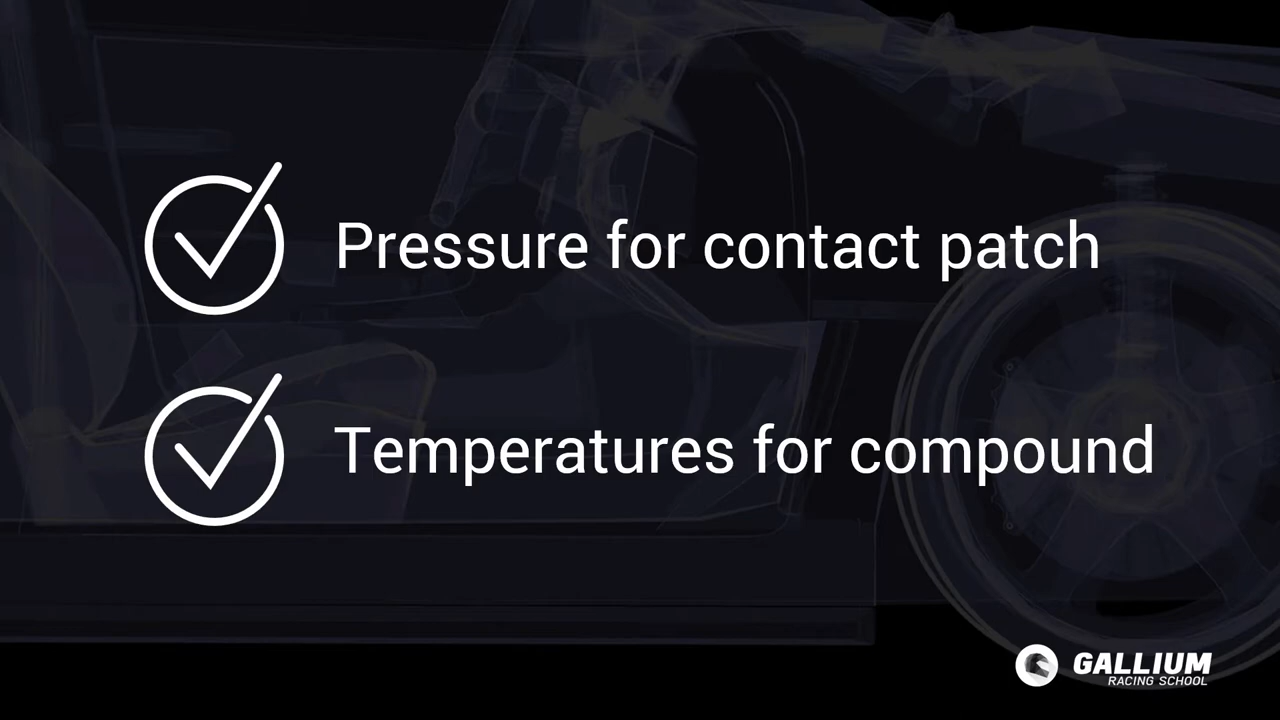 Pressure for contact patch
Temperatures for compound
GALLIUM
RACING SCHOOL